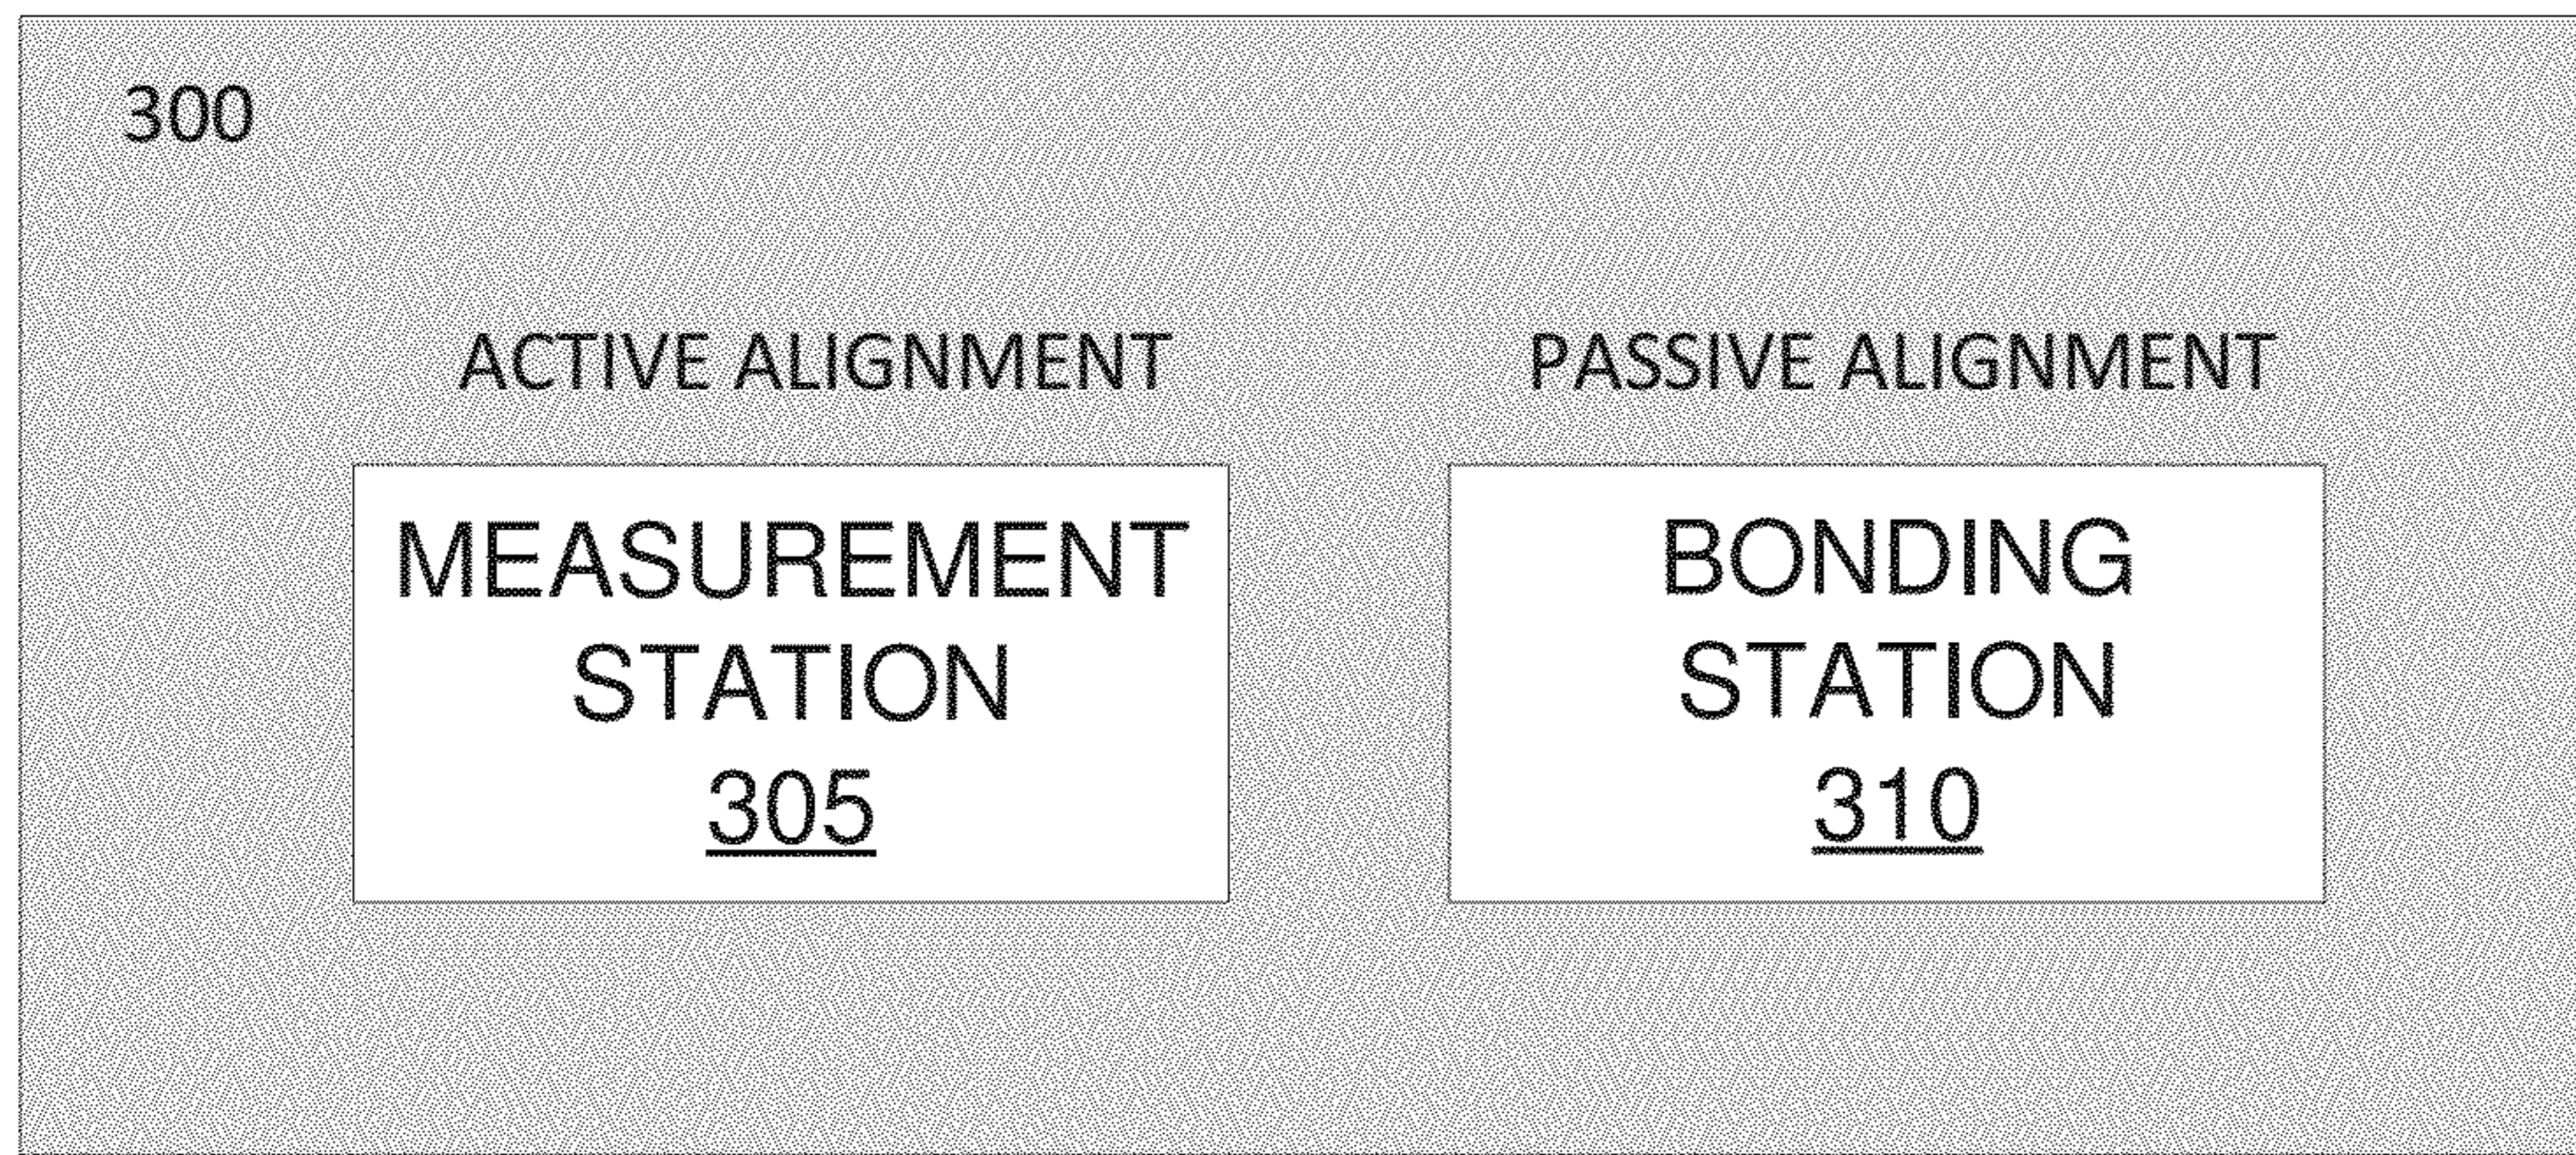 300
ACTIVE ALIGNMENT
MEASUREMENT
STATION
305
PASSIVE ALIGNMENT
BONDING
STATION
310